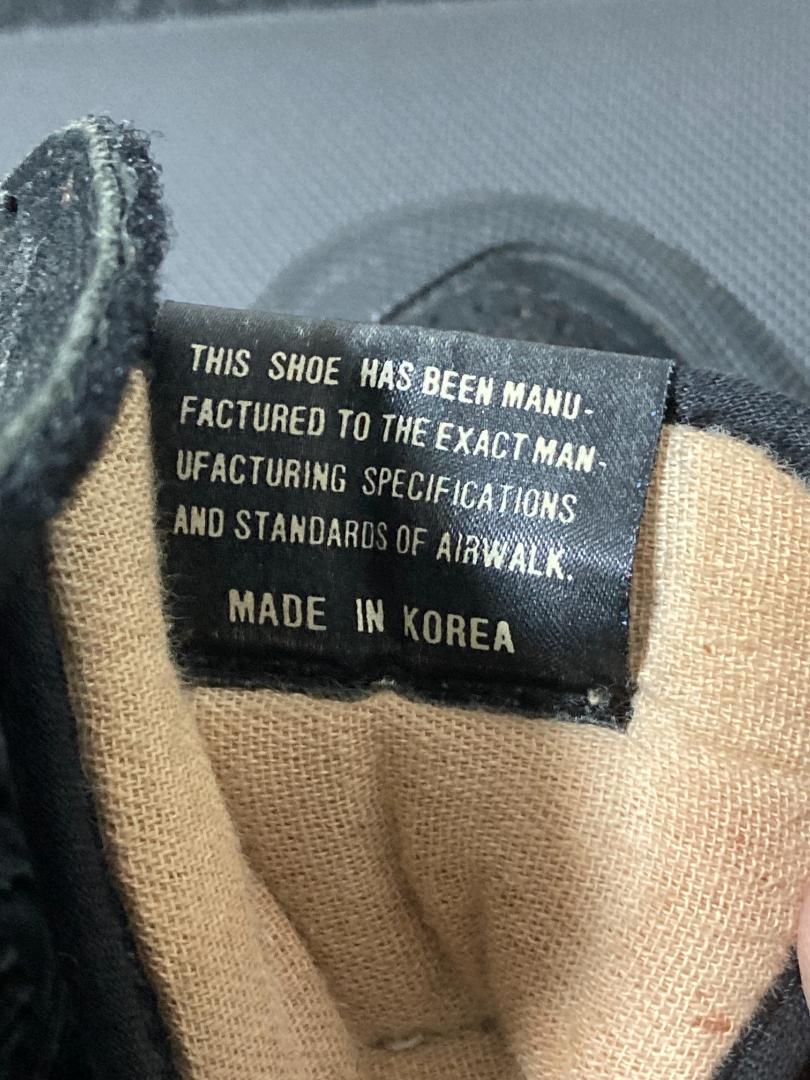 THIS SHOE HAS BEEN MANU-
FACTURED TO THE EXACT MAN-
UFACTURING SPECIFICATIONS
AND STANDARDS OF AIRWALK.
MADE IN KOREA